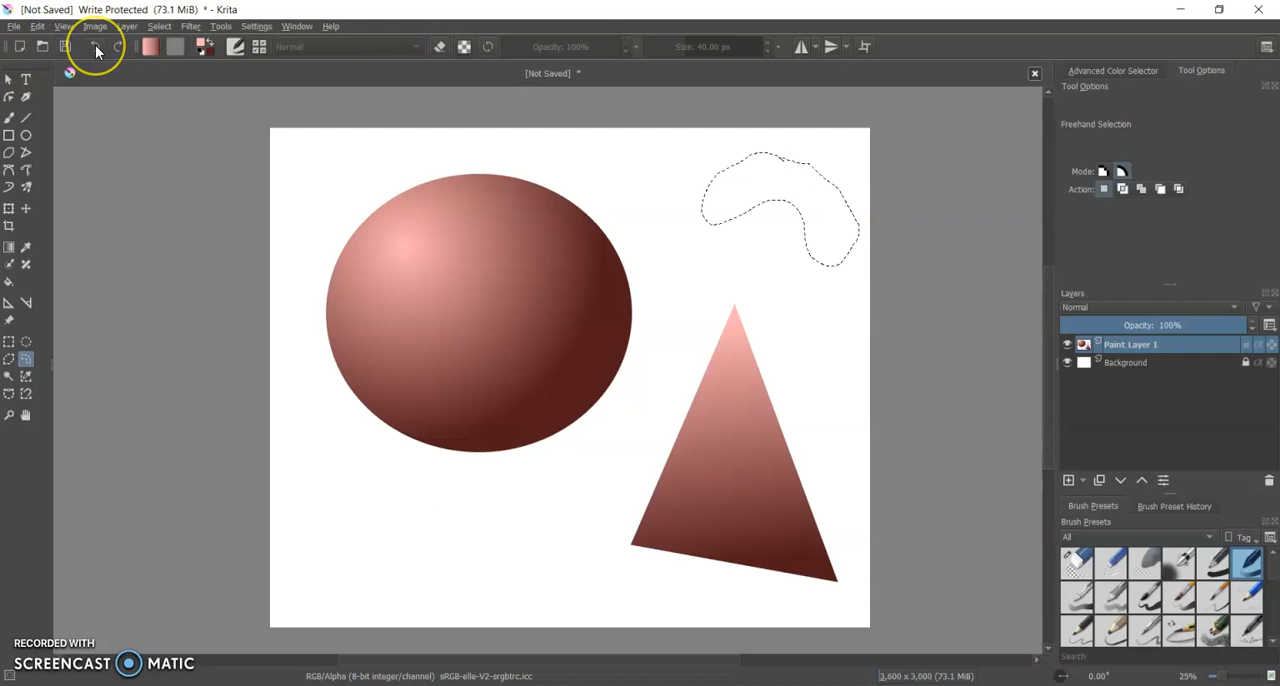 [Not Saved]  Write Protected  (73.1 MiB)  * - Krita
File Edit View Image Layer Select Filter Tools Settings Window Help
Normal Opacity: 100% Size: 40.00 px
[Not Saved]  *
Advanced Color Selector Tool Options
Tool Options
Freehand Selection
Mode:
Action:
Layers
Normal
Opacity:  100%
Paint Layer 1
Background
Brush Presets Brush Preset History
Brush Presets
All Tag
Search
RGB/Alpha (8-bit integer/channel)  sRGB-elle-V2-srgbtrc.icc 3,600 x 3,000 (73.1 MiB) 0.00° 25%
RECORDED WITH
SCREENCAST MATIC